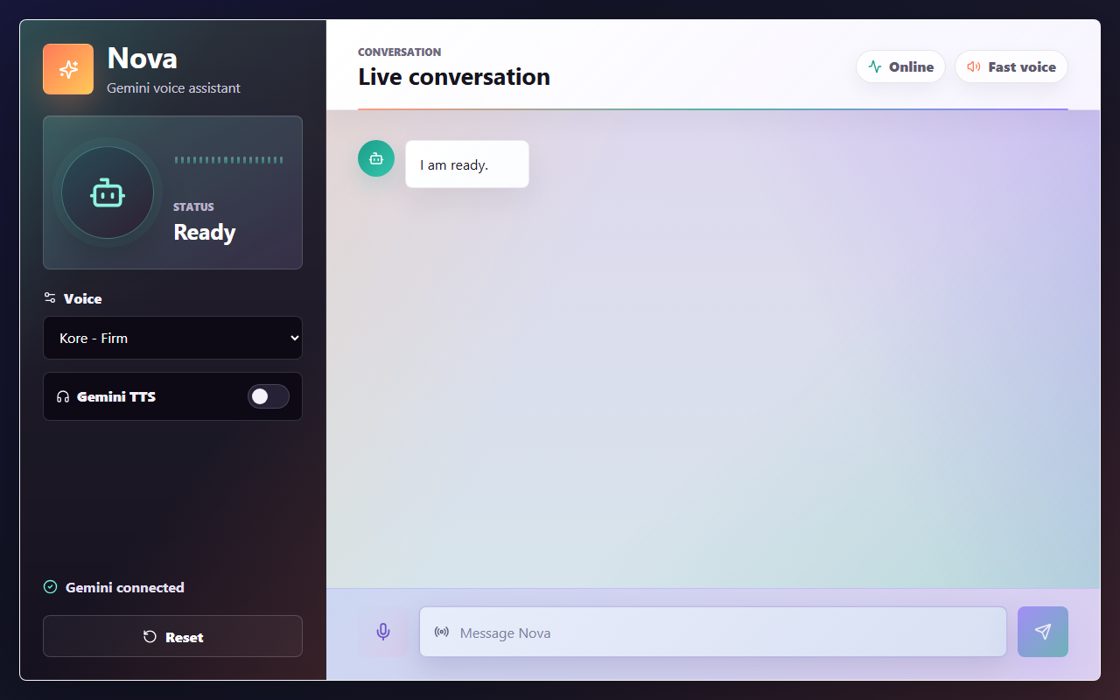 Nova
Gemini voice assistant
STATUS
Ready
Voice
Kore - Firm
Gemini TTS
Gemini connected
Reset
CONVERSATION
Live conversation
Online
Fast voice
I am ready.
Message Nova